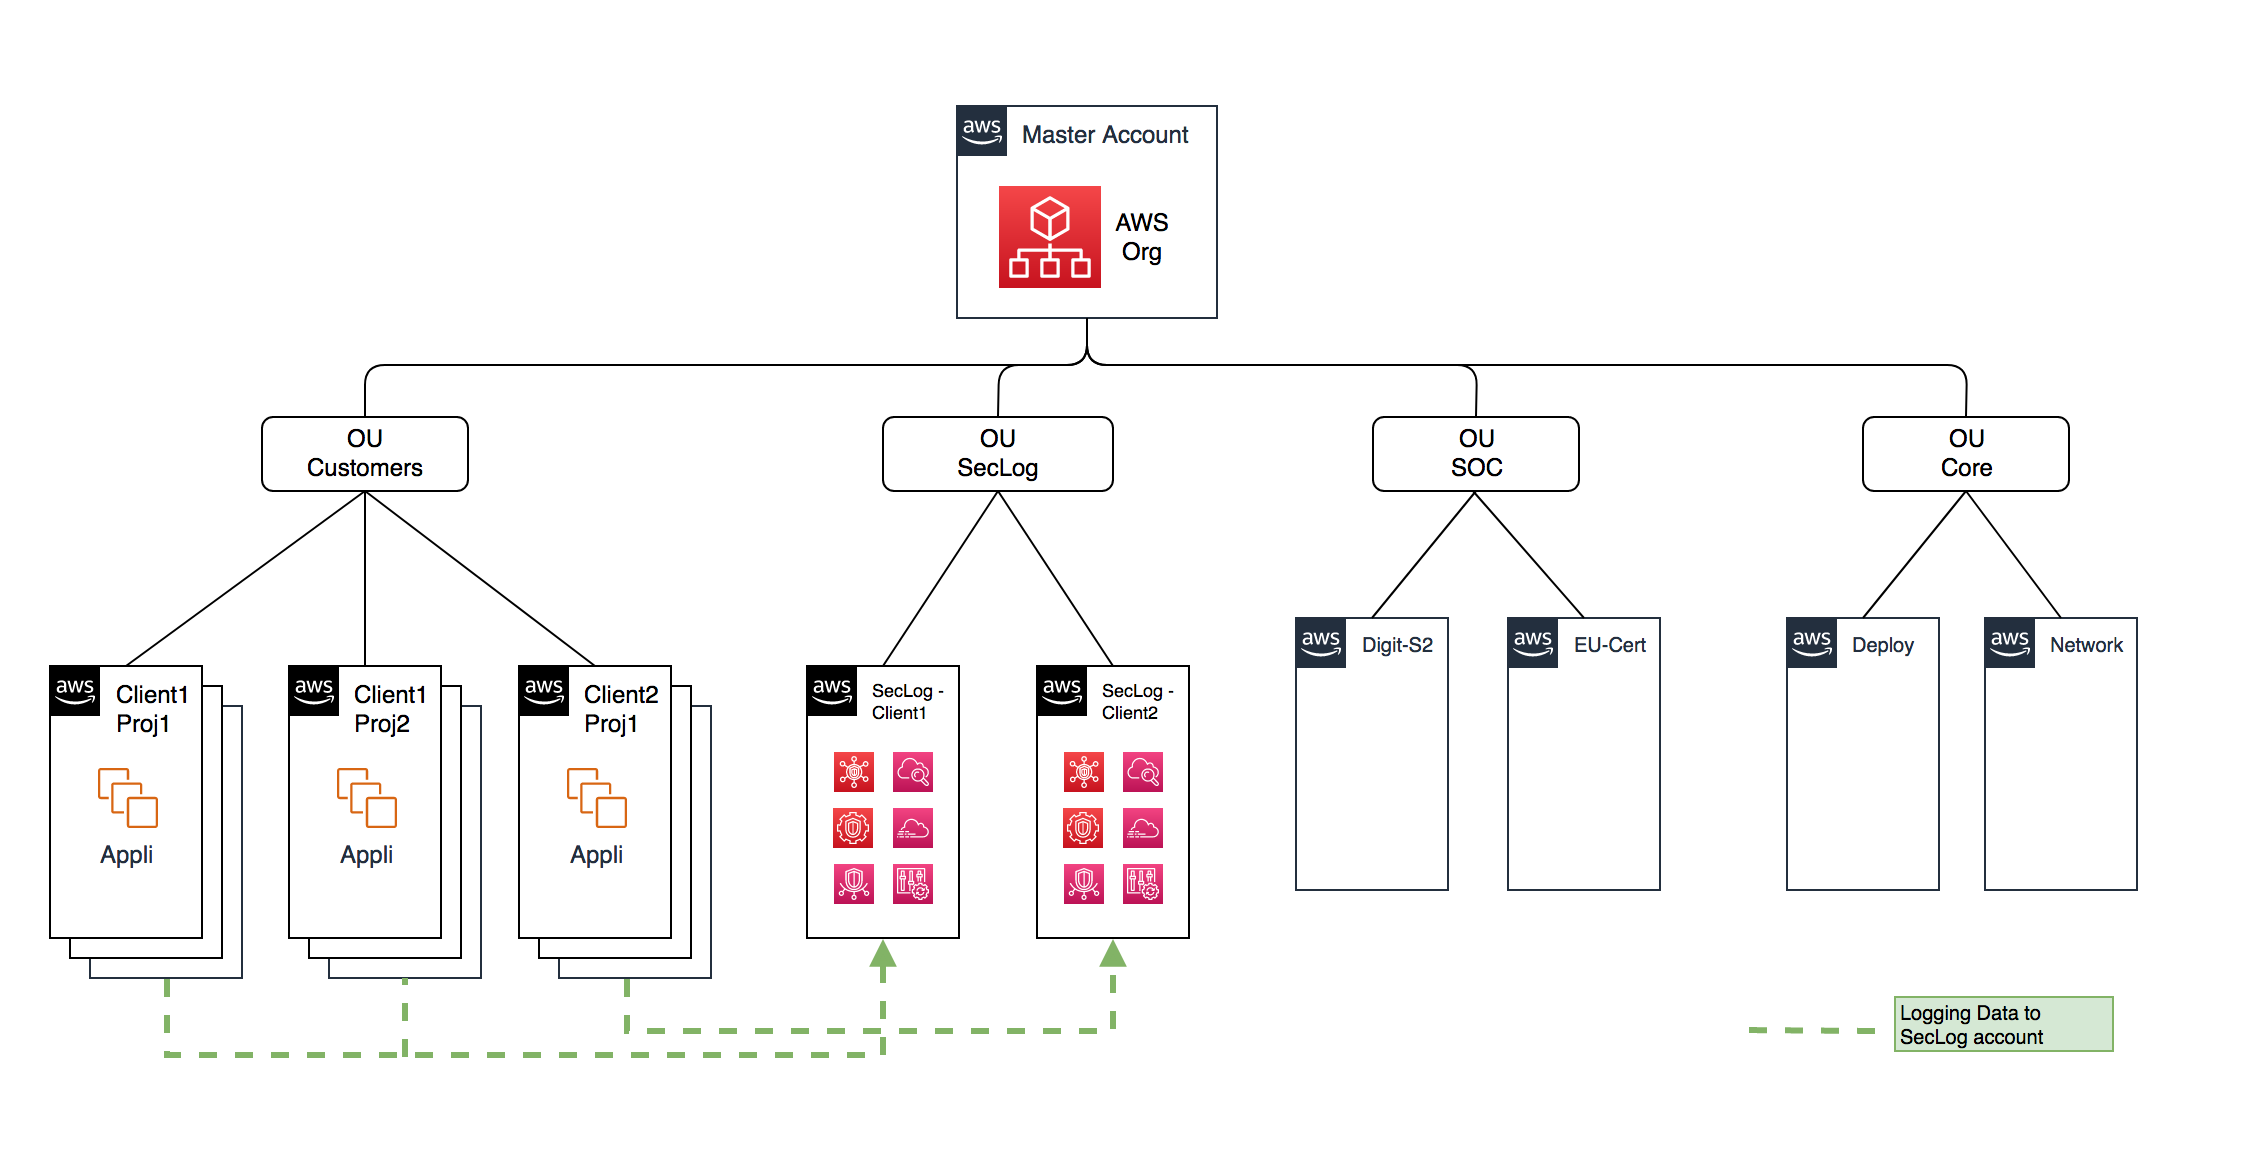 aws
Master Account
AWS
Org
OU
Customers
OU
SecLog
OU
SOC
OU
Core
aws
Client1
Proj1
Appli
aws
Client1
Proj2
Appli
aws
Client2
Proj1
Appli
aws
SecLog -
Client1
aws
SecLog -
Client2
aws
Digit-S2
aws
EU-Cert
aws
Deploy
aws
Network
Logging Data to
SecLog account